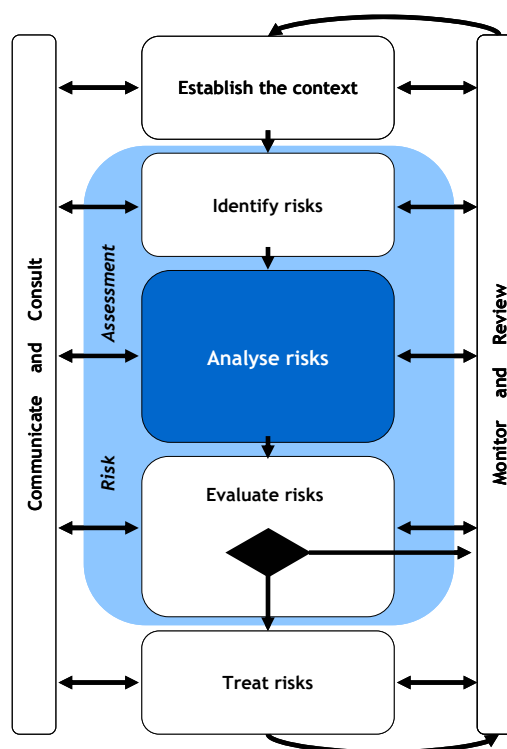 Establish the context
Identify risks
Analyse risks
Evaluate risks
Treat risks
Communicate and Consult
Risk Assessment
Monitor and Review